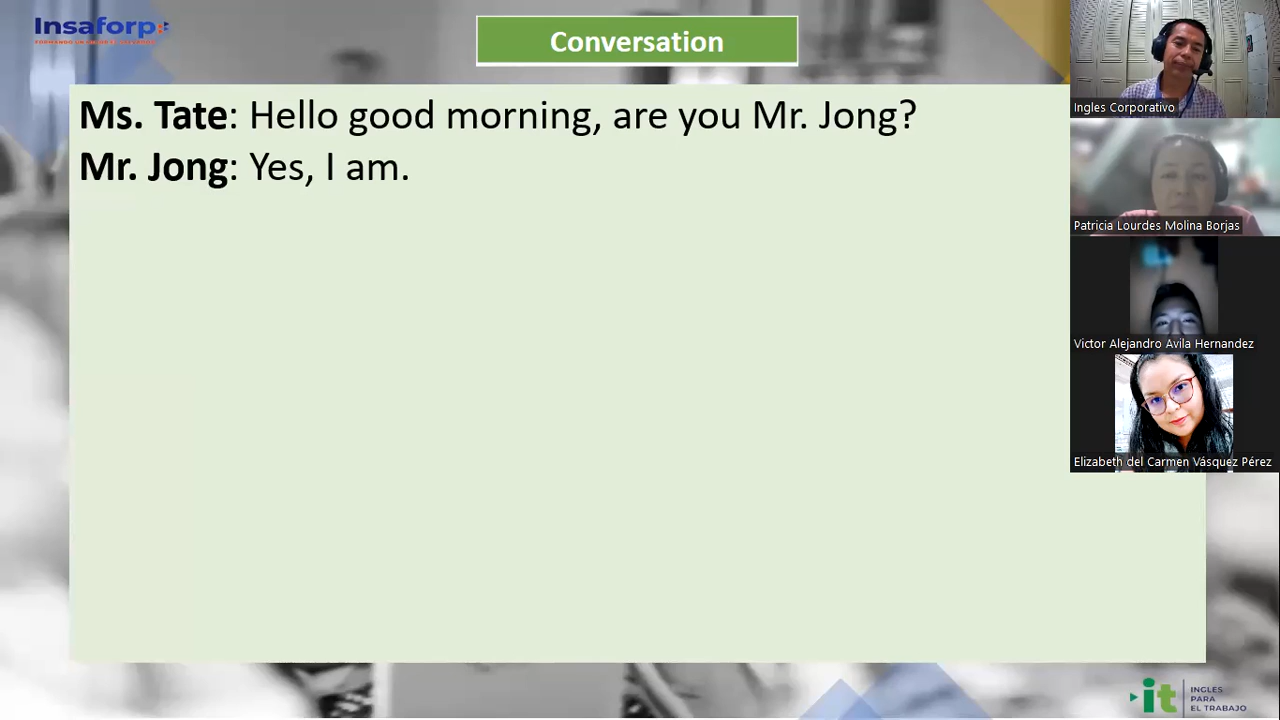 Insaforp
Conversation
Ms. Tate: Hello good morning, are you Mr. Jong?
Mr. Jong: Yes, I am.
Ingles Corporativo
Patricia Lourdes Molina Borjas
Victor Alejandro Avila Hernandez
Elizabeth del Carmen Vásquez Pérez
it
INGLES
PARA
EL TRABAJO